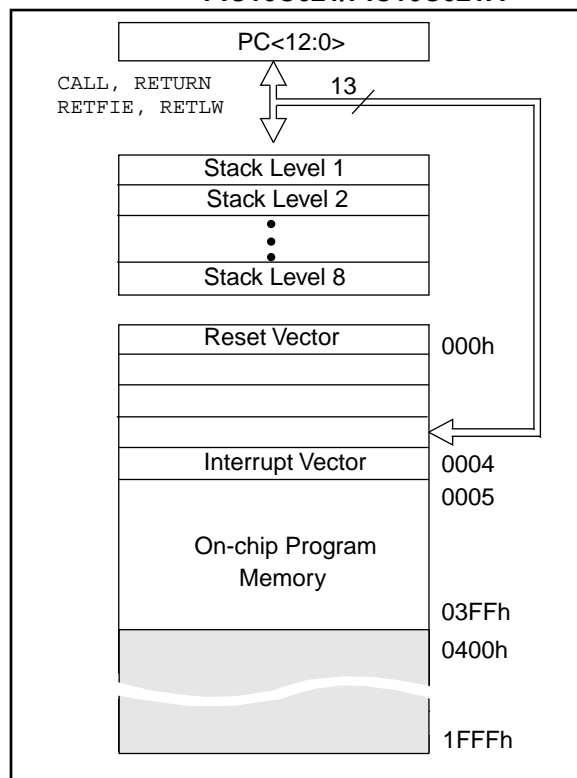 PC<12:0>
CALL, RETURN
RETFIE, RETLW
13
Stack Level 1
Stack Level 2
Stack Level 8
Reset Vector
000h
Interrupt Vector
0004
0005
On-chip Program
Memory
03FFh
0400h
1FFFh